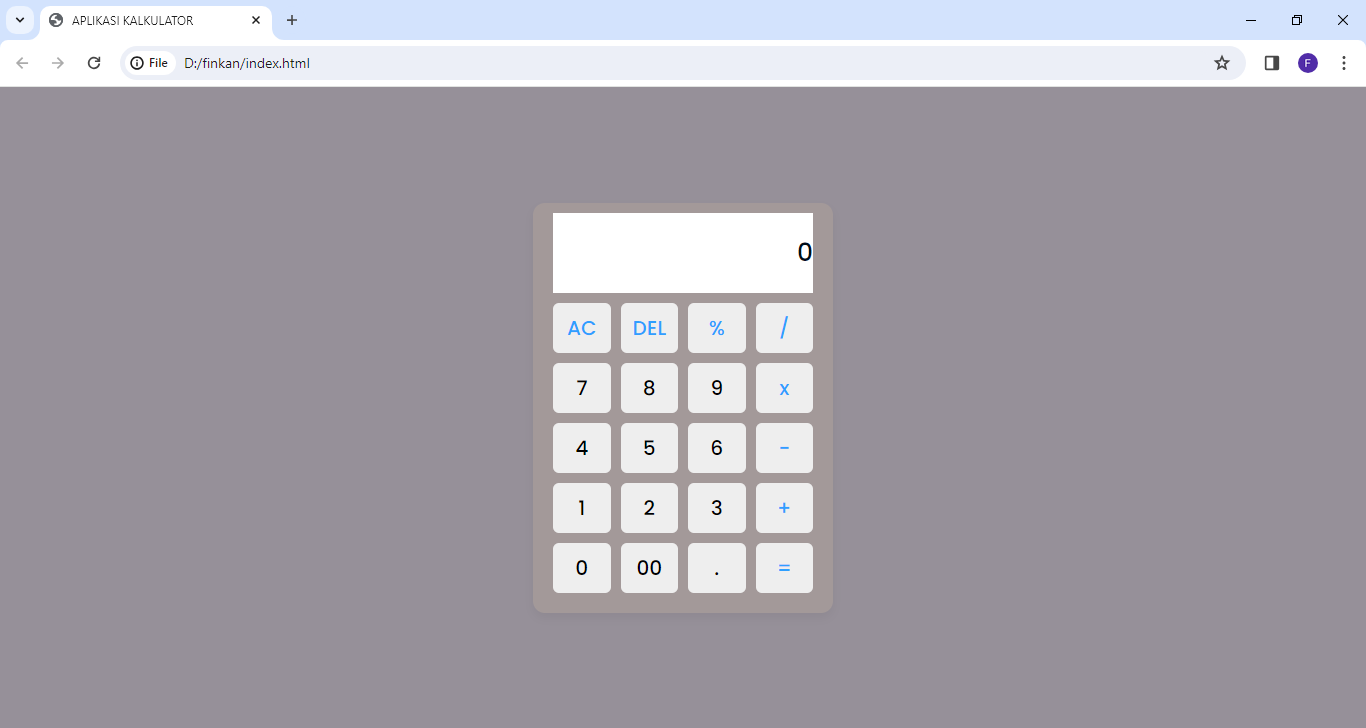 APLIKASI KALKULATOR
File D:/finkan/index.html
F
0
AC DEL % /
7 8 9 x
4 5 6 -
1 2 3 +
0 00 . =